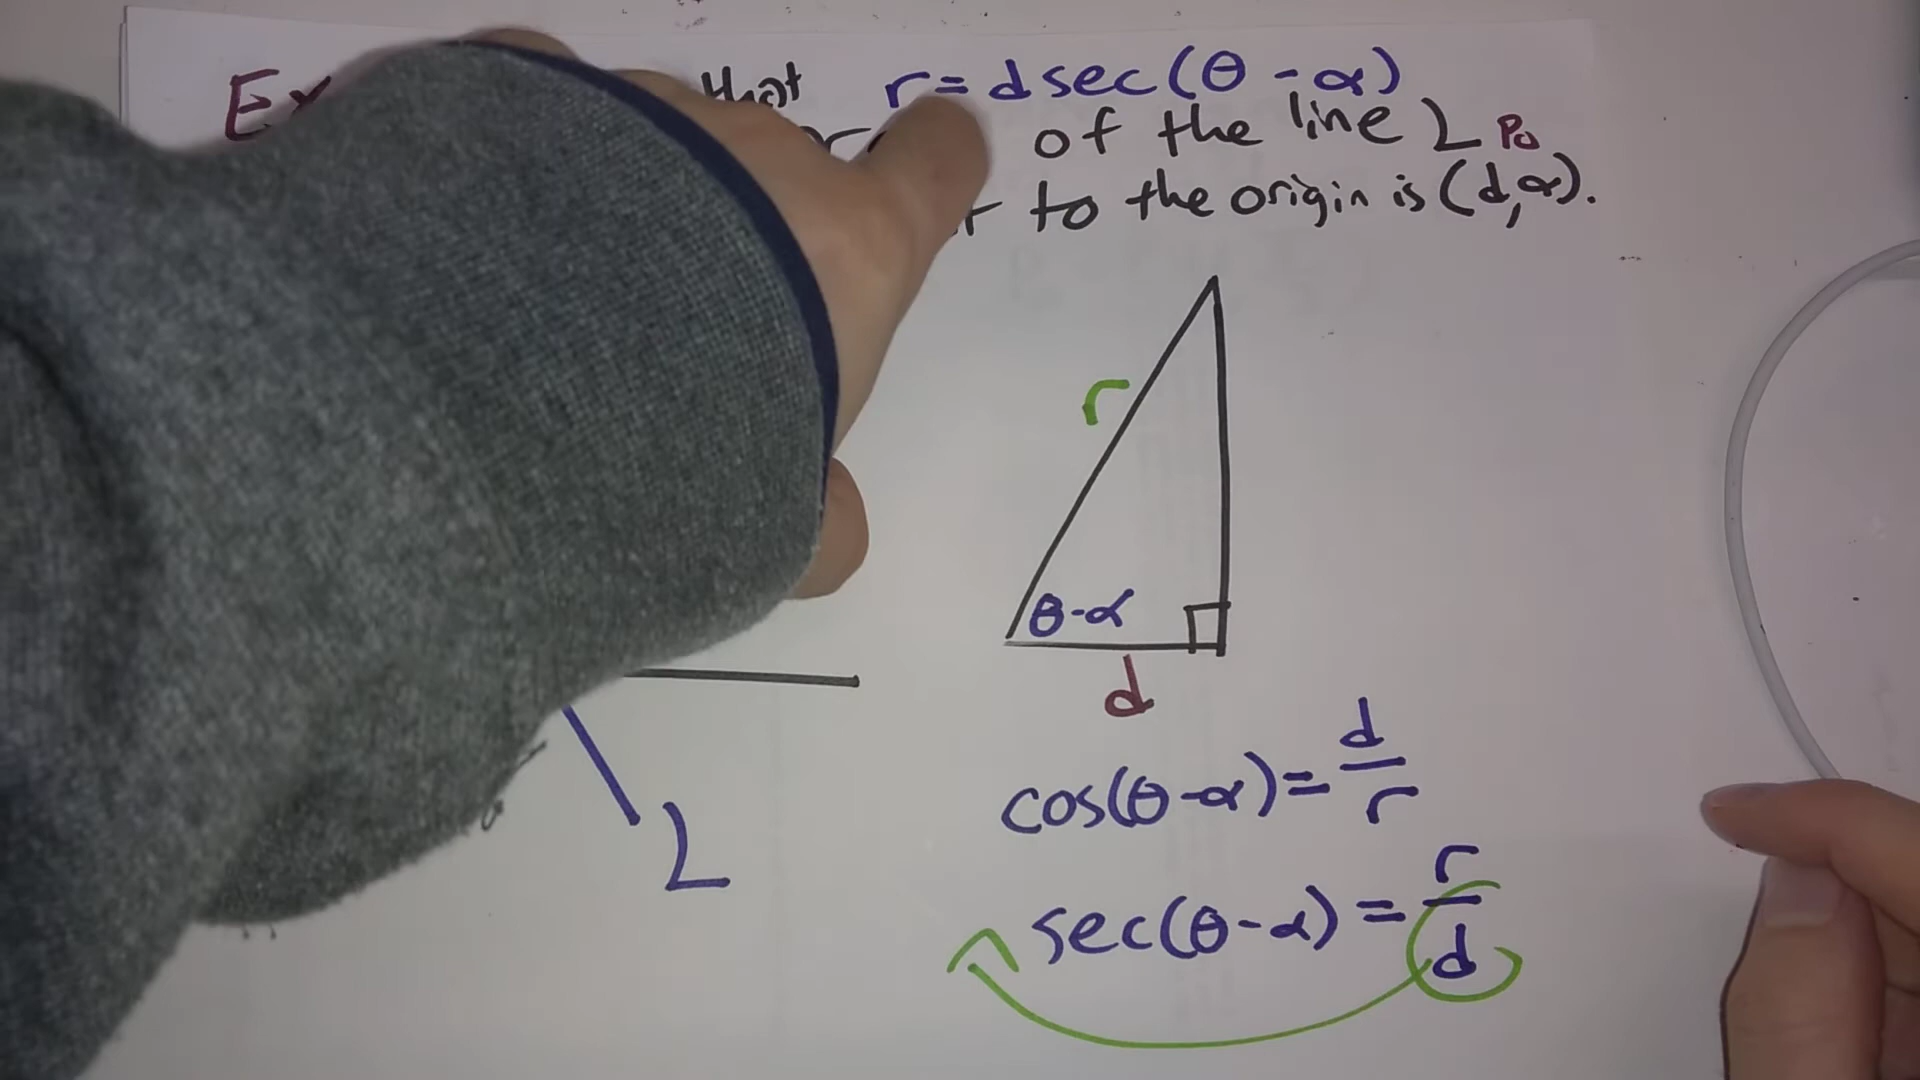 Ex that r = d sec(θ - α)
of the line L P₀
to the origin is (d, α).
r
θ-α
d
cos(θ-α) = d/r
L
sec(θ-α) = r/d